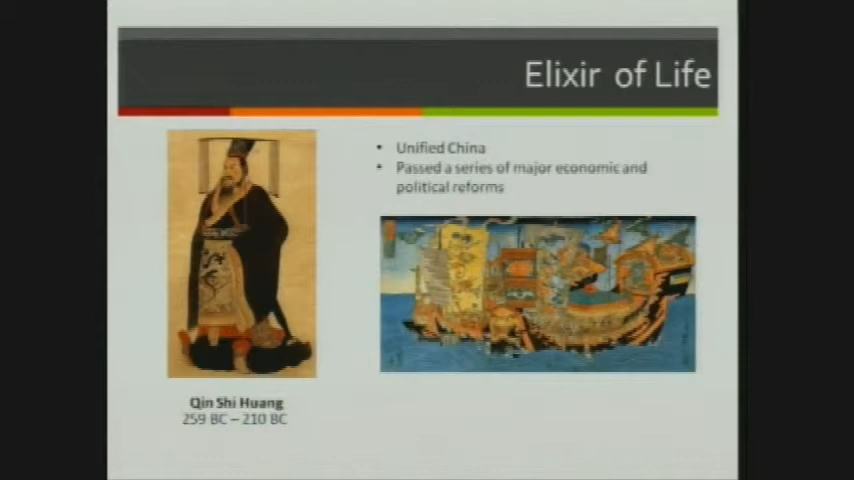 Elixir of Life
• Unified China
• Passed a series of major economic and
political reforms
Qin Shi Huang
259 BC – 210 BC